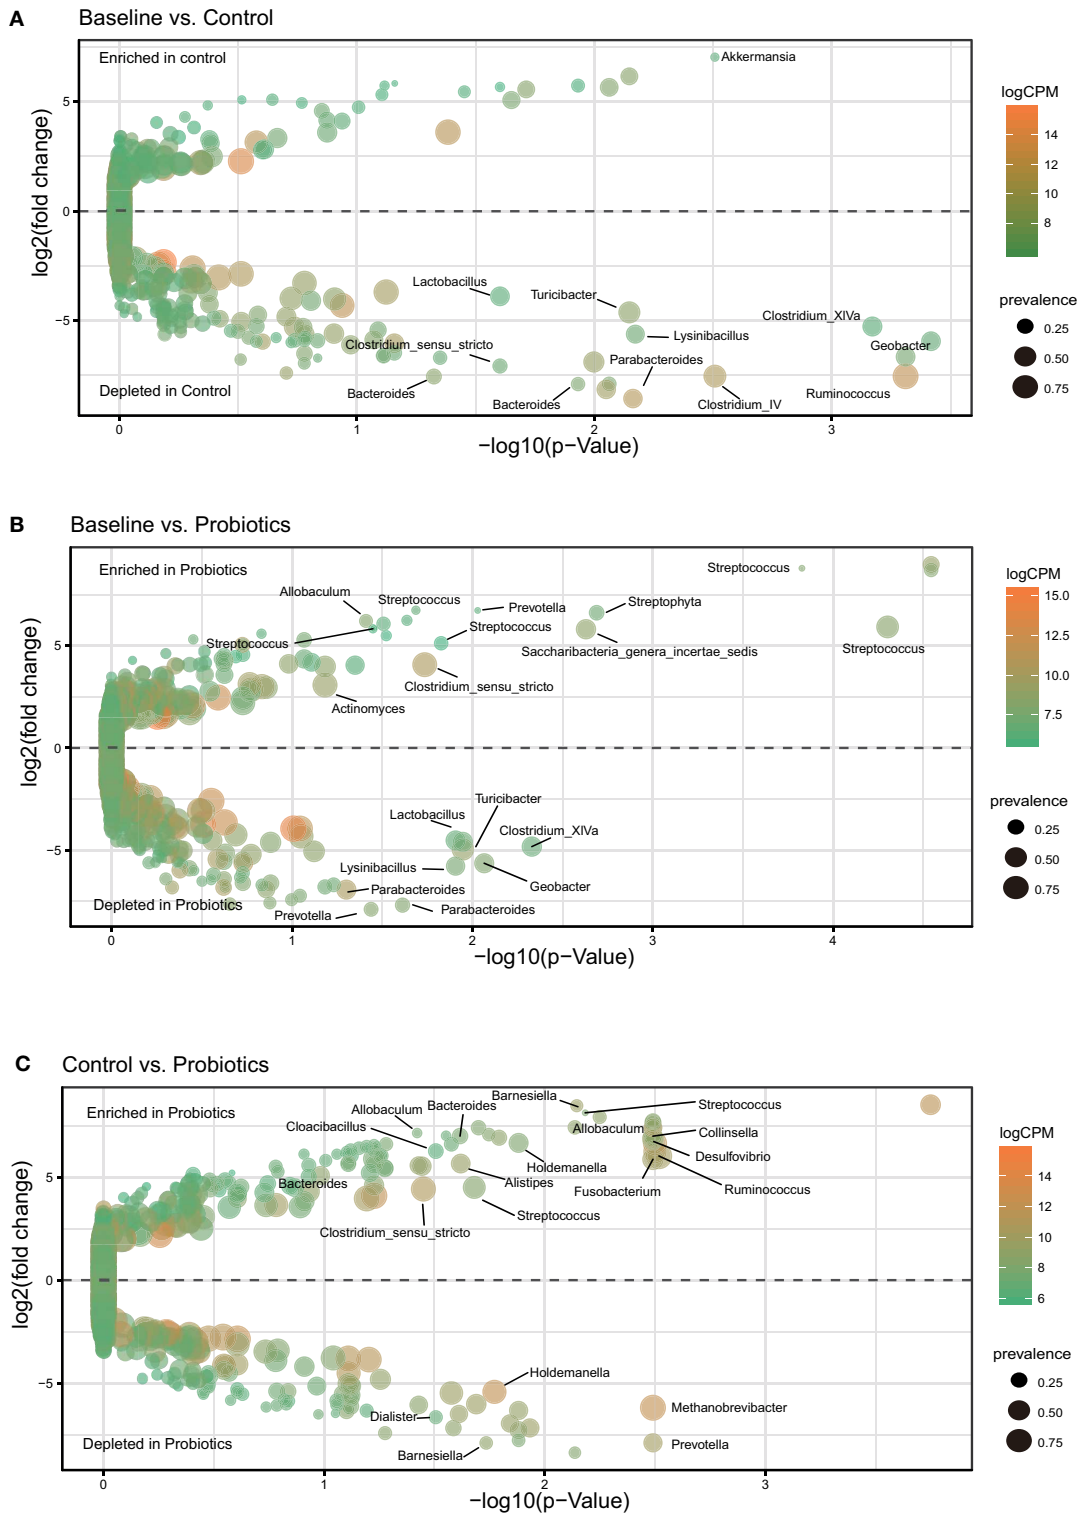 A
Baseline vs. Control
Enriched in control
Akkermansia
5
0
−5
log2(fold change)
Lactobacillus
Turicibacter
Clostridium_XIVa
Lysinibacillus
Geobacter
Clostridium_sensu_stricto
Parabacteroides
Depleted in Control
Bacteroides
Bacteroides
Clostridium_IV
Ruminococcus
0
1
2
3
−log10(p−Value)
logCPM
14
12
10
8
prevalence
0.25
0.50
0.75
B
Baseline vs. Probiotics
Enriched in Probiotics
Streptococcus
Allobaculum
Streptococcus
Prevotella
Streptophyta
Streptococcus
Streptococcus
Saccharibacteria_genera_incertae_sedis
Streptococcus
Clostridium_sensu_stricto
Actinomyces
5
0
−5
log2(fold change)
Turicibacter
Lactobacillus
Clostridium_XIVa
Lysinibacillus
Geobacter
Parabacteroides
Depleted in Probiotics
Prevotella
Parabacteroides
0
1
2
3
4
−log10(p−Value)
logCPM
15.0
12.5
10.0
7.5
prevalence
0.25
0.50
0.75
C
Control vs. Probiotics
Enriched in Probiotics
Barnesiella
Allobaculum
Bacteroides
Streptococcus
Cloacibacillus
Allobaculum
Collinsella
Desulfovibrio
Holdemanella
Bacteroides
Alistipes
Fusobacterium
Ruminococcus
Streptococcus
Clostridium_sensu_stricto
5
0
−5
log2(fold change)
Holdemanella
Dialister
Methanobrevibacter
Depleted in Probiotics
Barnesiella
Prevotella
0
1
2
3
−log10(p−Value)
logCPM
14
12
10
8
6
prevalence
0.25
0.50
0.75